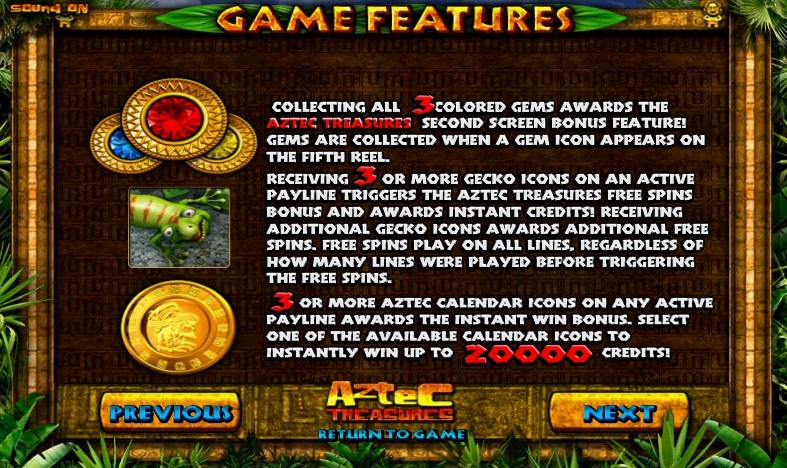 SOUND ON
GAME FEATURES
COLLECTING ALL 3 COLORED GEMS AWARDS THE
AZTEC TREASURES SECOND SCREEN BONUS FEATURE!
GEMS ARE COLLECTED WHEN A GEM ICON APPEARS ON
THE FIFTH REEL.
RECEIVING 3 OR MORE GECKO ICONS ON AN ACTIVE
PAYLINE TRIGGERS THE AZTEC TREASURES FREE SPINS
BONUS AND AWARDS INSTANT CREDITS! RECEIVING
ADDITIONAL GECKO ICONS AWARDS ADDITIONAL FREE
SPINS. FREE SPINS PLAY ON ALL LINES, REGARDLESS OF
HOW MANY LINES WERE PLAYED BEFORE TRIGGERING
THE FREE SPINS.
3 OR MORE AZTEC CALENDAR ICONS ON ANY ACTIVE
PAYLINE AWARDS THE INSTANT WIN BONUS. SELECT
ONE OF THE AVAILABLE CALENDAR ICONS TO
INSTANTLY WIN UP TO 20000 CREDITS!
PREVIOUS
AZTEC
TREASURES
RETURN TO GAME
NEXT